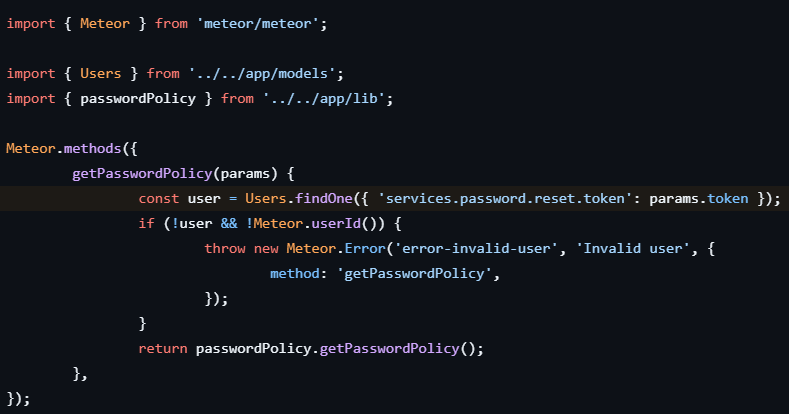 import { Meteor } from 'meteor/meteor';
import { Users } from '../../app/models';
import { passwordPolicy } from '../../app/lib';
Meteor.methods({
getPasswordPolicy(params) {
const user = Users.findOne({ 'services.password.reset.token': params.token });
if (!user && !Meteor.userId()) {
throw new Meteor.Error('error-invalid-user', 'Invalid user', {
method: 'getPasswordPolicy',
});
}
return passwordPolicy.getPasswordPolicy();
},
});